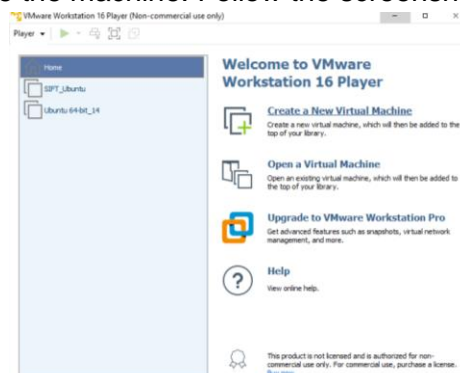 VMware Workstation 16 Player (Non-commercial use only)
Player
Home
SIFT_Ubuntu
Ubuntu 64-bit_14
Welcome to VMware
Workstation 16 Player
Create a New Virtual Machine
Create a new virtual machine, which will then be added to the
top of your library.
Open a Virtual Machine
Open an existing virtual machine, which will then be added to
the top of your library.
Upgrade to VMware Workstation Pro
Get advanced features such as snapshots, virtual network
management, and more.
Help
View online help.
This product is not licensed and is authorized for non-
commercial use only. For commercial use, purchase a license.